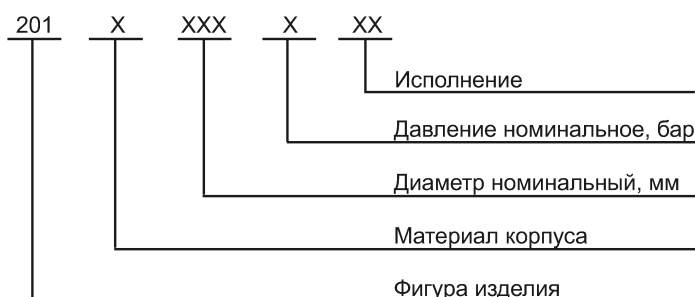 201 X XXX X XX
Исполнение
Давление номинальное, бар
Диаметр номинальный, мм
Материал корпуса
Фигура изделия